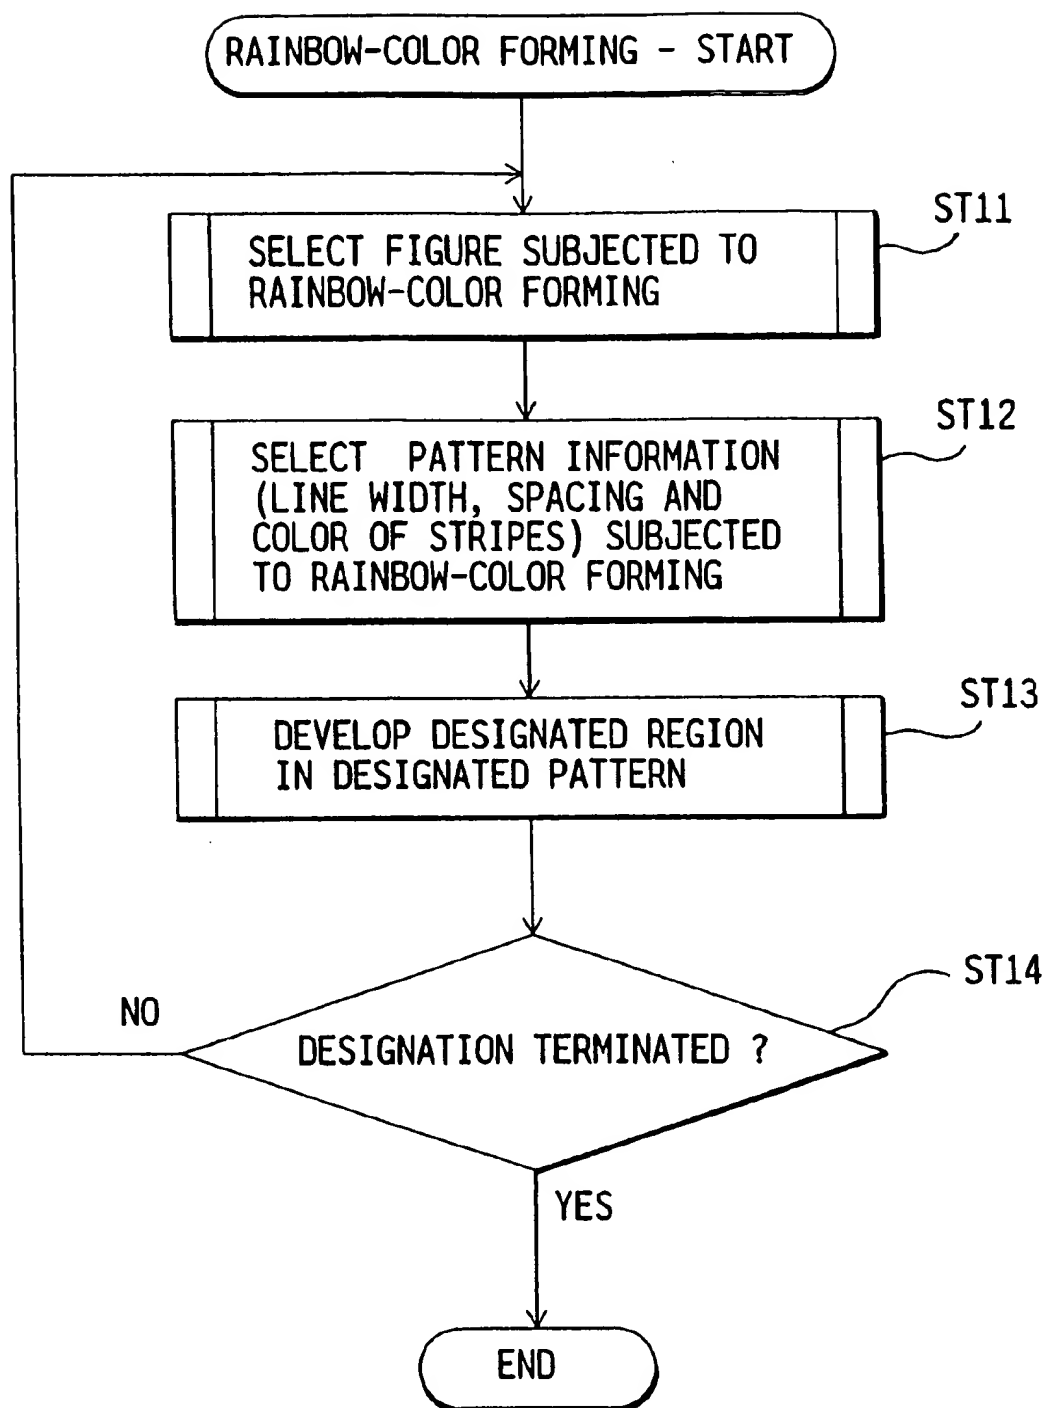 RAINBOW-COLOR FORMING - START
ST11
SELECT FIGURE SUBJECTED TO
RAINBOW-COLOR FORMING
ST12
SELECT PATTERN INFORMATION
(LINE WIDTH, SPACING AND
COLOR OF STRIPES) SUBJECTED
TO RAINBOW-COLOR FORMING
ST13
DEVELOP DESIGNATED REGION
IN DESIGNATED PATTERN
ST14
NO
DESIGNATION TERMINATED ?
YES
END